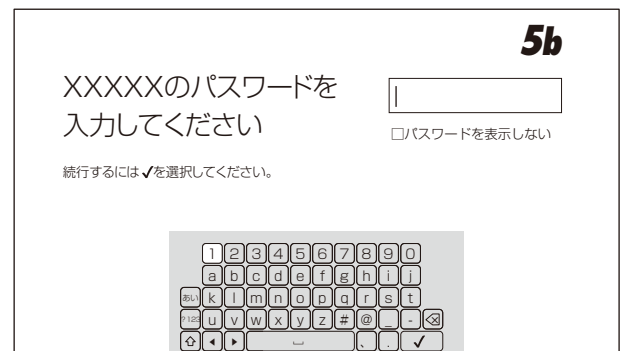 5b
XXXXXのパスワードを
入力してください
□パスワードを表示しない
続行するには ✓を選択してください。
1 2 3 4 5 6 7 8 9 0
a b c d e f g h i j
あい k l m n o p q r s t
?123 u v w x y z # @ _ -
、 . ✓